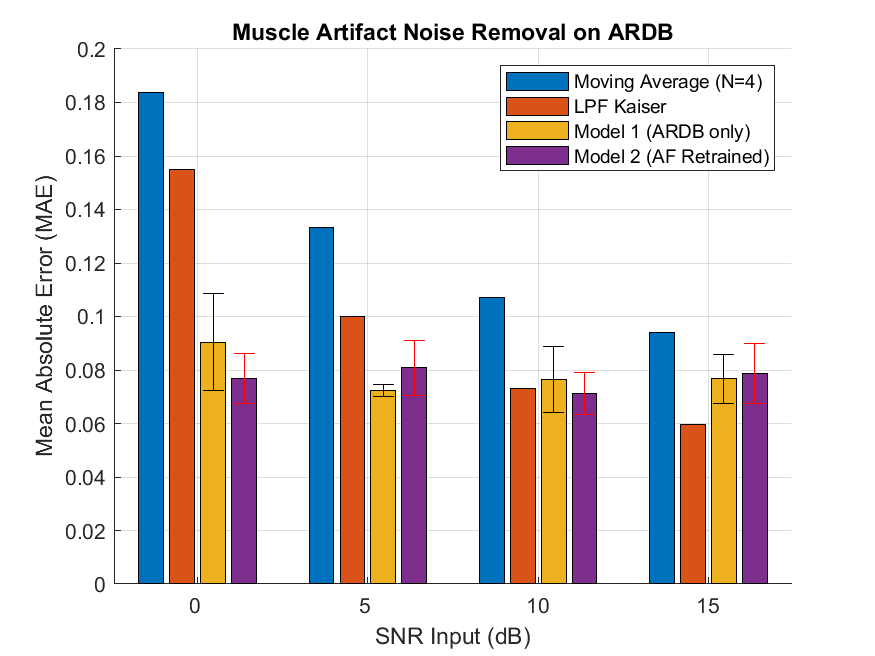 Muscle Artifact Noise Removal on ARDB
Moving Average (N=4)
LPF Kaiser
Model 1 (ARDB only)
Model 2 (AF Retrained)
Mean Absolute Error (MAE)
0.2
0.18
0.16
0.14
0.12
0.1
0.08
0.06
0.04
0.02
0
0 5 10 15
SNR Input (dB)